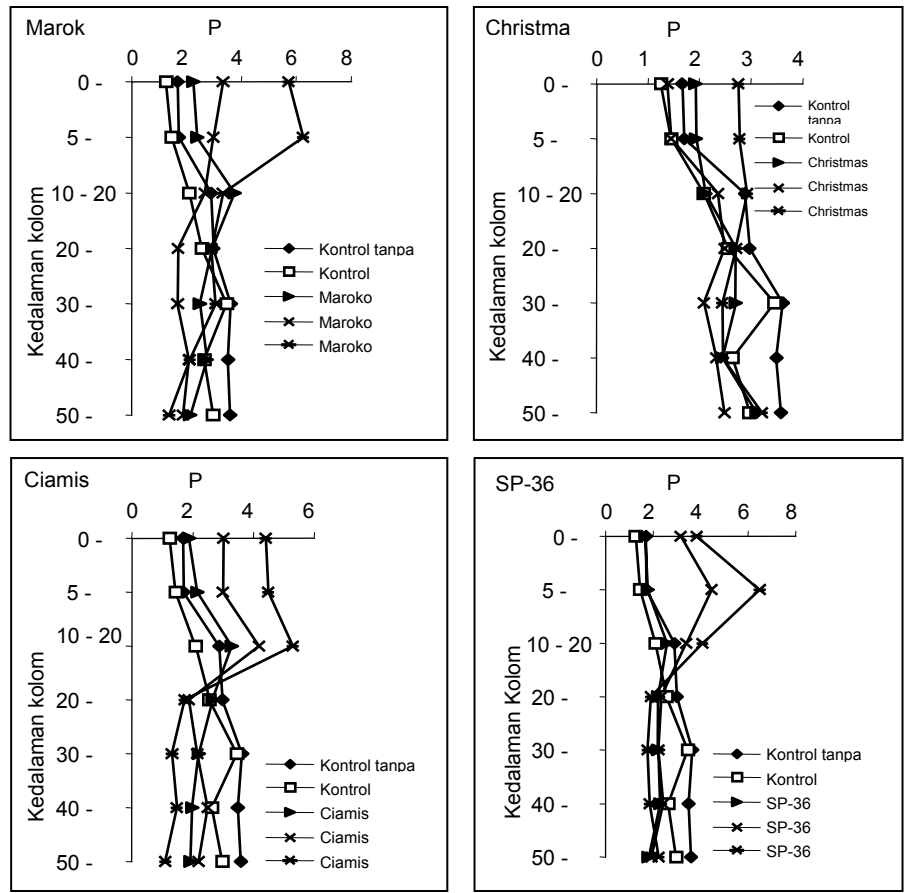 Marok
P
0 2 4 6 8
0 -
5 -
10 - 20
20 -
30 -
40 -
50 -
Kedalaman kolom
Kontrol tanpa
Kontrol
Maroko
Maroko
Maroko
Christma
P
0 1 2 3 4
0 -
5 -
10 - 20
20 -
30 -
40 -
50 -
Kedalaman kolom
Kontrol
tanpa
Kontrol
Christmas
Christmas
Christmas
Ciamis
P
0 2 4 6
0 -
5 -
10 - 20
20 -
30 -
40 -
50 -
Kedalaman kolom
Kontrol tanpa
Kontrol
Ciamis
Ciamis
Ciamis
SP-36
P
0 2 4 6 8
0 -
5 -
10 - 20
20 -
30 -
40 -
50 -
Kedalaman Kolom
Kontrol tanpa
Kontrol
SP-36
SP-36
SP-36